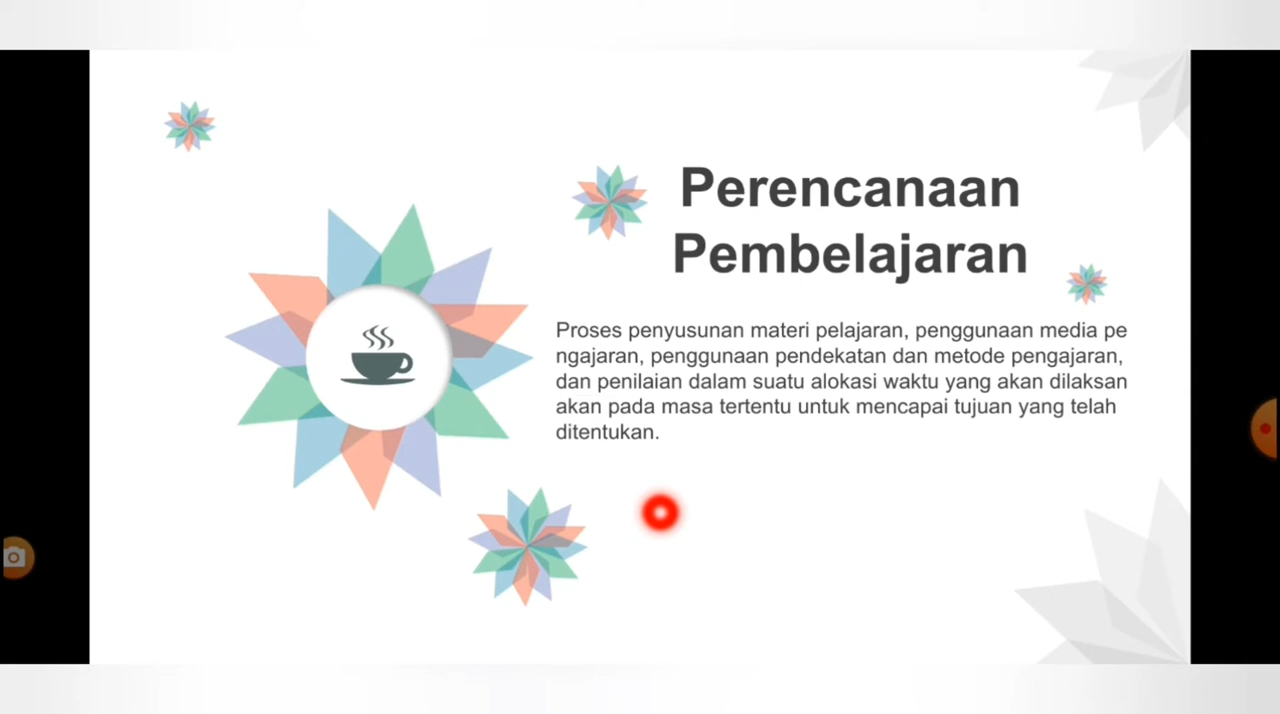 Perencanaan
Pembelajaran
Proses penyusunan materi pelajaran, penggunaan media pe
ngajaran, penggunaan pendekatan dan metode pengajaran,
dan penilaian dalam suatu alokasi waktu yang akan dilaksan
akan pada masa tertentu untuk mencapai tujuan yang telah
ditentukan.